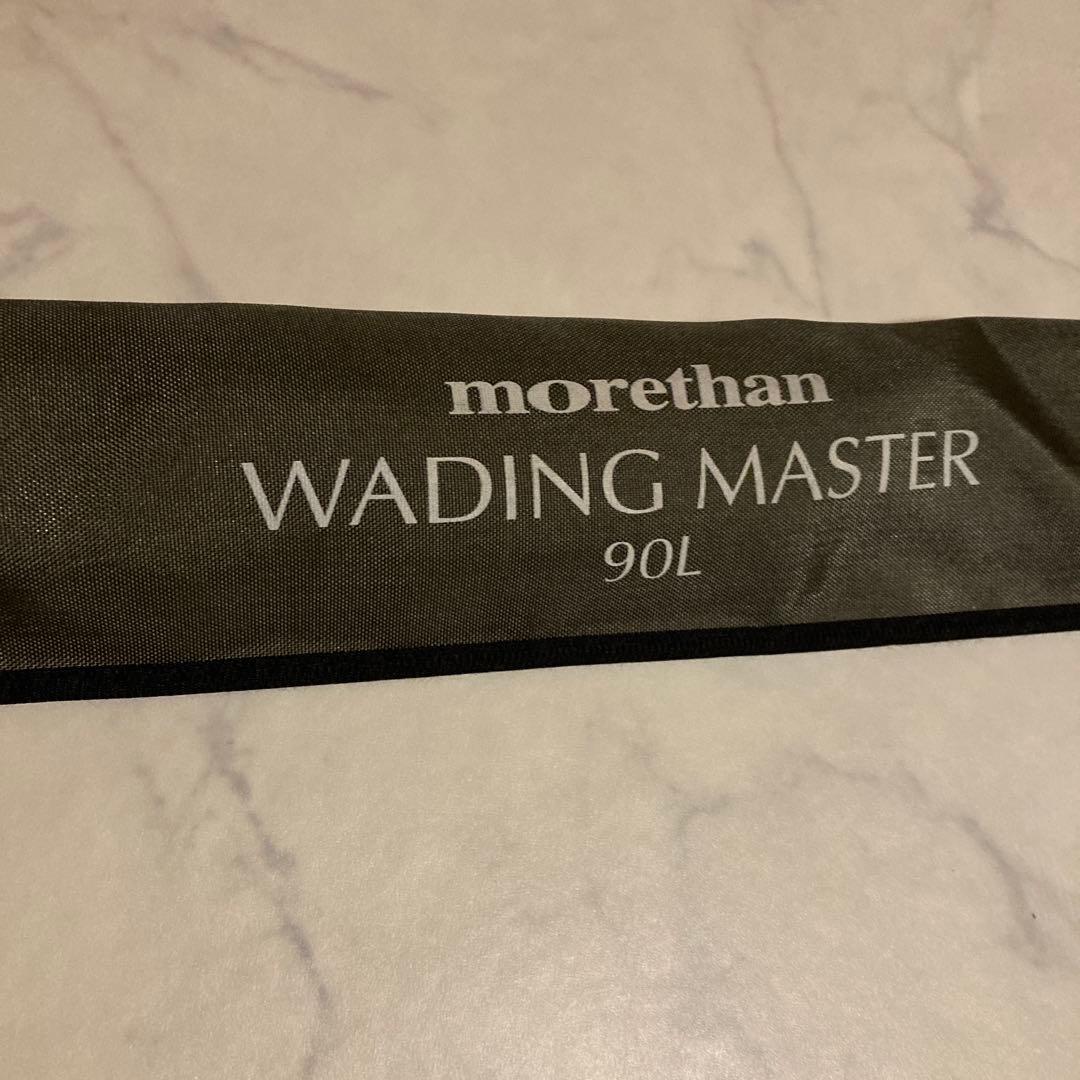 morethan
WADING MASTER
90L